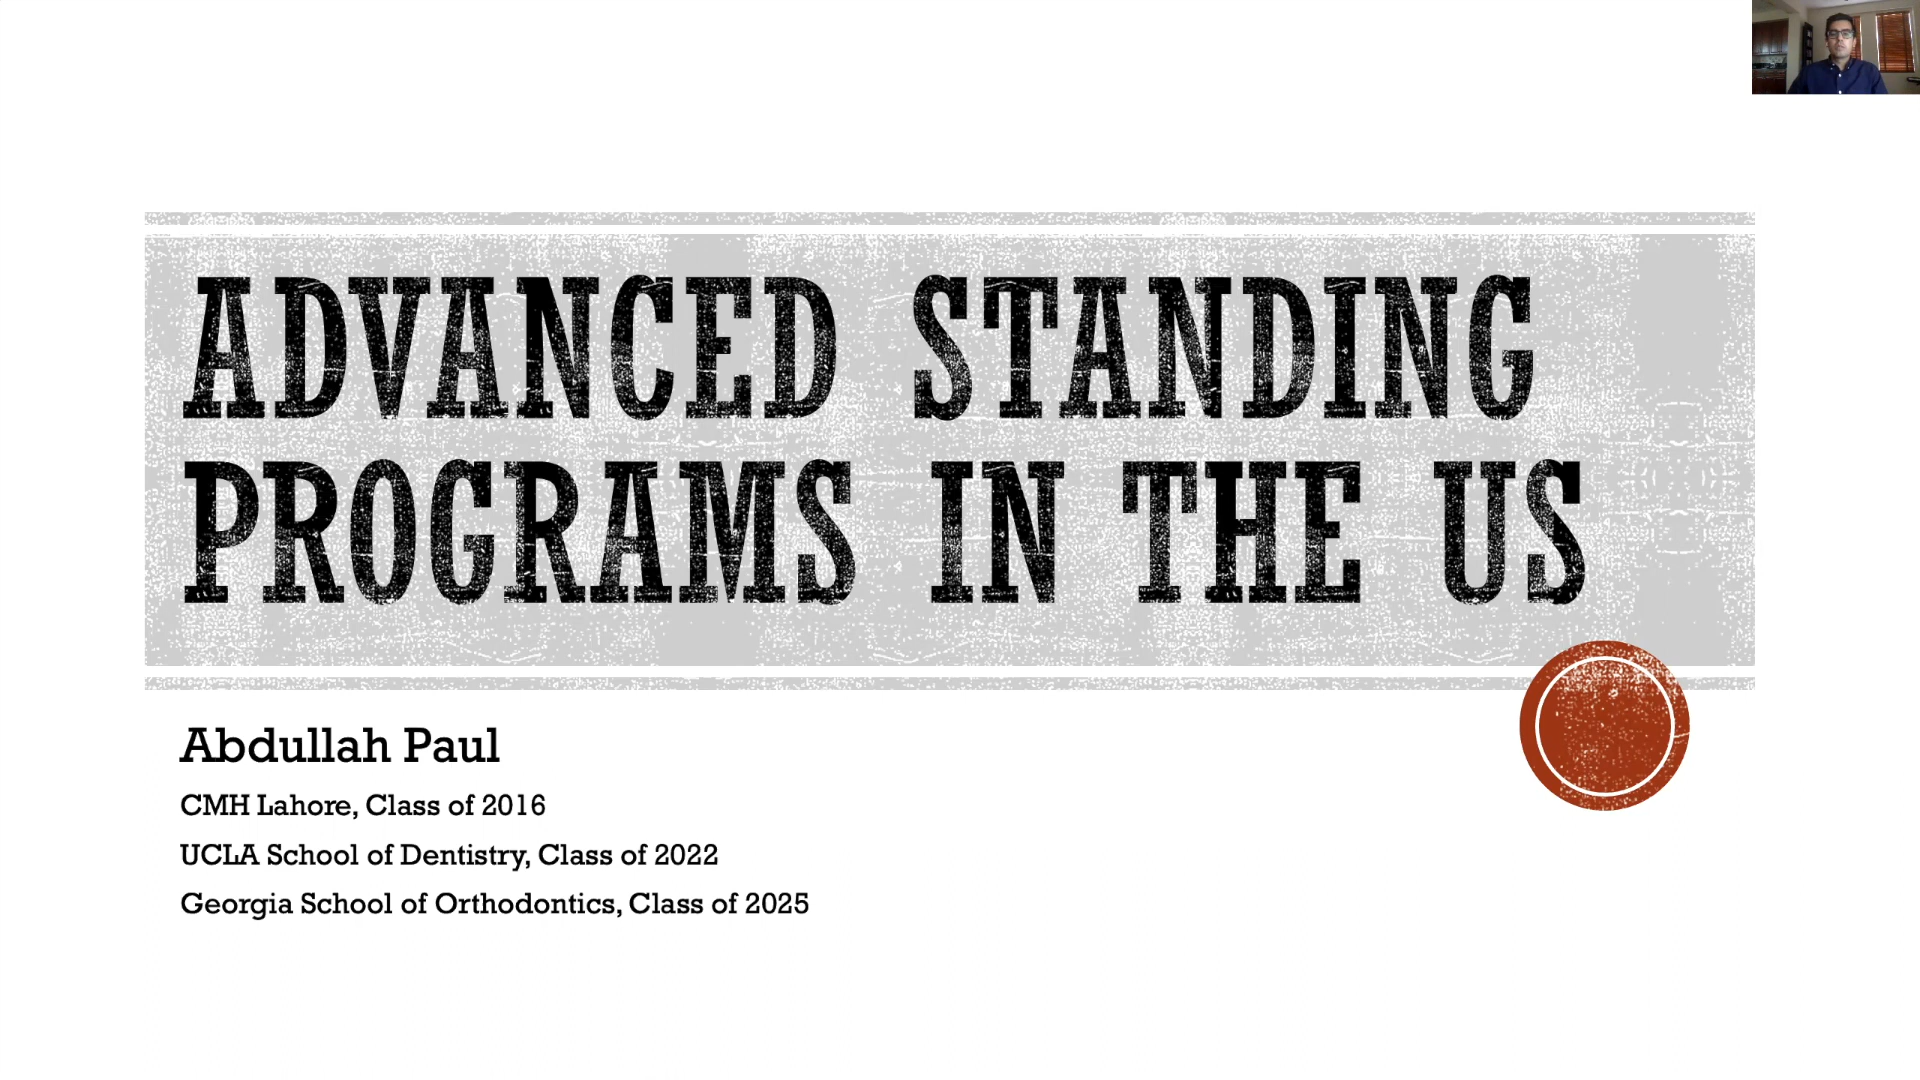 ADVANCED STANDING
PROGRAMS IN THE US
Abdullah Paul
CMH Lahore, Class of 2016
UCLA School of Dentistry, Class of 2022
Georgia School of Orthodontics, Class of 2025